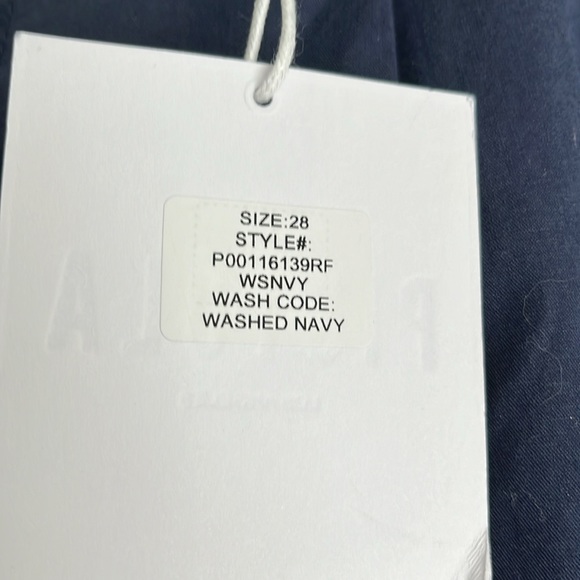 SIZE:28
STYLE#:
P00116139RF
WSNVY
WASH CODE:
WASHED NAVY